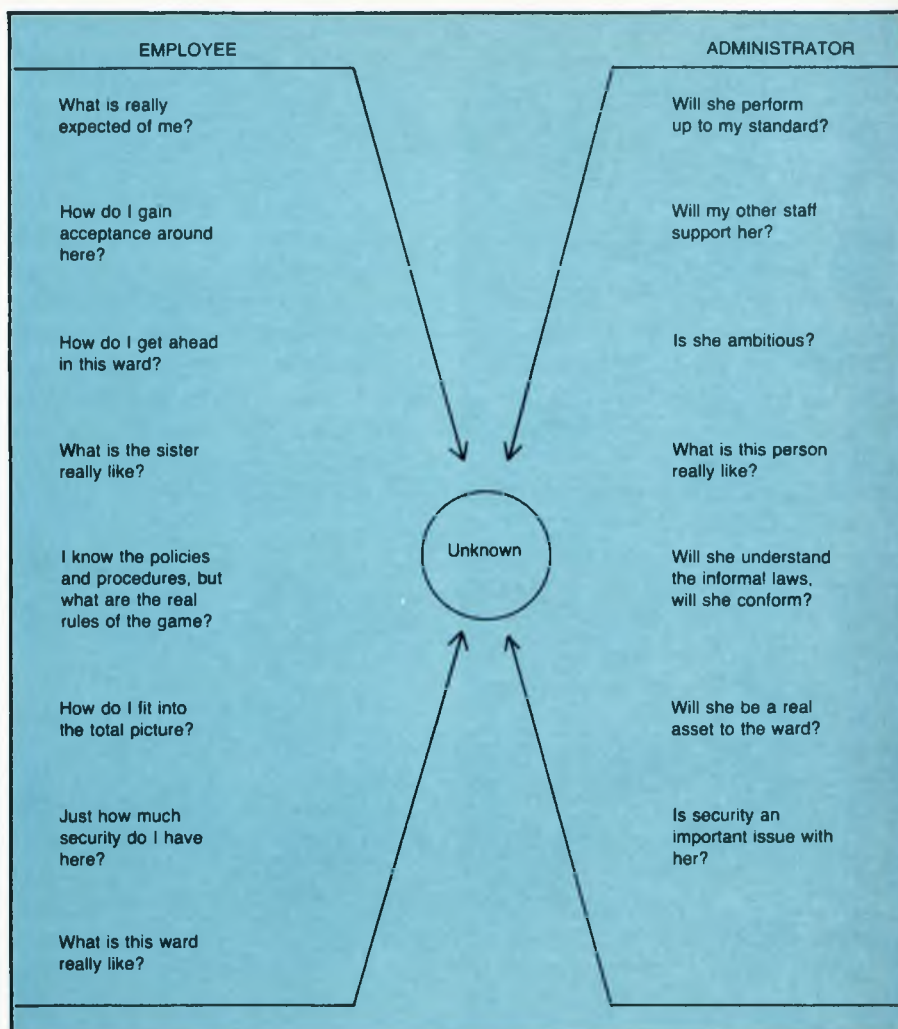 EMPLOYEE
What is really
expected of me?
How do I gain
acceptance around
here?
How do I get ahead
in this ward?
What is the sister
really like?
I know the policies
and procedures, but
what are the real
rules of the game?
How do I fit into
the total picture?
Just how much
security do I have
here?
What is this ward
really like?
Unknown
ADMINISTRATOR
Will she perform
up to my standard?
Will my other staff
support her?
Is she ambitious?
What is this person
really like?
Will she understand
the informal laws,
will she conform?
Will she be a real
asset to the ward?
Is security an
important issue with
her?